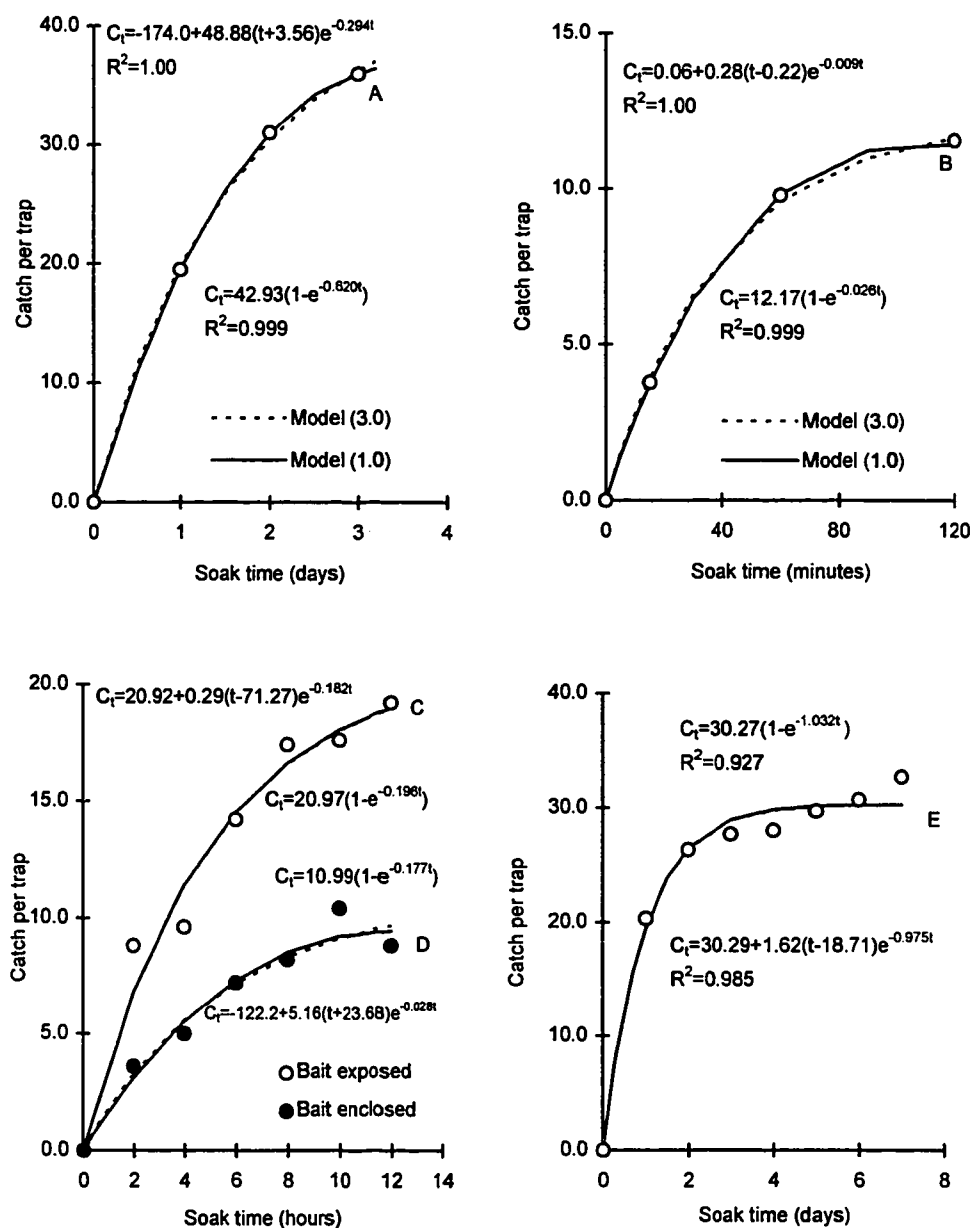 C_t=-174.0+48.88(t+3.56)e^-0.294t
R²=1.00
A
C_t=42.93(1-e^-0.620t)
R²=0.999
Model (3.0)
Model (1.0)
40.0
30.0
20.0
10.0
0.0
Catch per trap
0 1 2 3 4
Soak time (days)
C_t=0.06+0.28(t-0.22)e^-0.009t
R²=1.00
B
C_t=12.17(1-e^-0.026t)
R²=0.999
Model (3.0)
Model (1.0)
15.0
10.0
5.0
0.0
Catch per trap
0 40 80 120
Soak time (minutes)
C_t=20.92+0.29(t-71.27)e^-0.182t
C
C_t=20.97(1-e^-0.196t)
C_t=10.99(1-e^-0.177t)
D
C_t=-122.2+5.16(t+23.68)e^-0.028t
Bait exposed
Bait enclosed
20.0
15.0
10.0
5.0
0.0
Catch per trap
0 2 4 6 8 10 12 14
Soak time (hours)
C_t=30.27(1-e^-1.032t)
R²=0.927
E
C_t=30.29+1.62(t-18.71)e^-0.975t
R²=0.985
40.0
30.0
20.0
10.0
0.0
Catch per trap
0 2 4 6 8
Soak time (days)